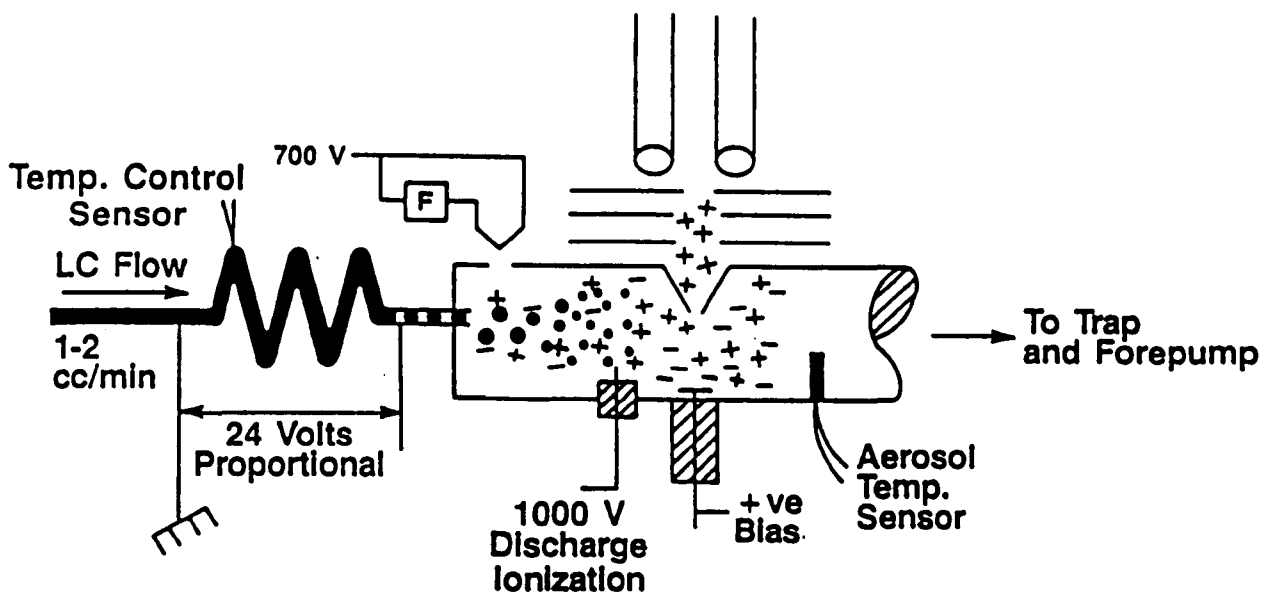 700 V
F
Temp. Control
Sensor
LC Flow
1-2
cc/min
24 Volts
Proportional
1000 V
Discharge
Ionization
+ve
Bias
Aerosol
Temp.
Sensor
To Trap
and Forepump